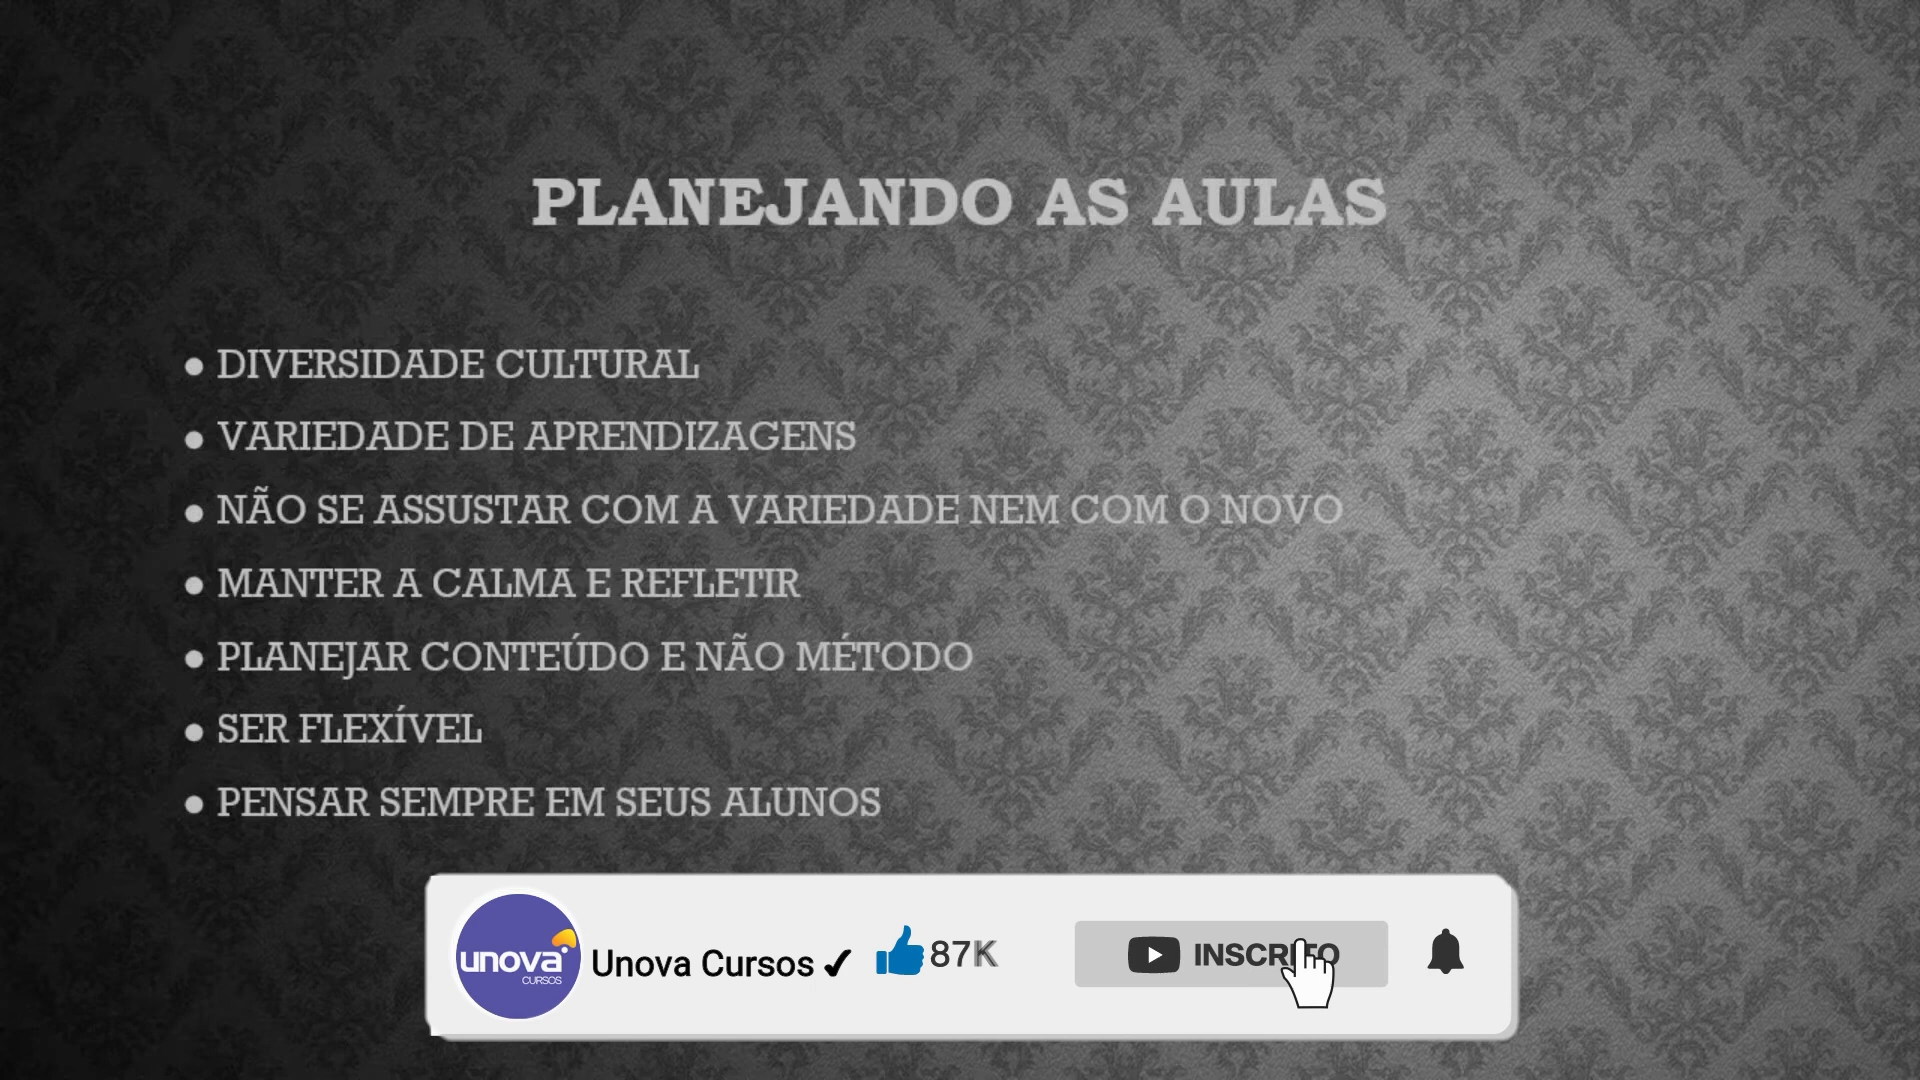 PLANEJANDO AS AULAS
• DIVERSIDADE CULTURAL
• VARIEDADE DE APRENDIZAGENS
• NÃO SE ASSUSTAR COM A VARIEDADE NEM COM O NOVO
• MANTER A CALMA E REFLETIR
• PLANEJAR CONTEÚDO E NÃO MÉTODO
• SER FLEXÍVEL
• PENSAR SEMPRE EM SEUS ALUNOS
unova
CURSOS
Unova Cursos ✔ 87K INSCRITO